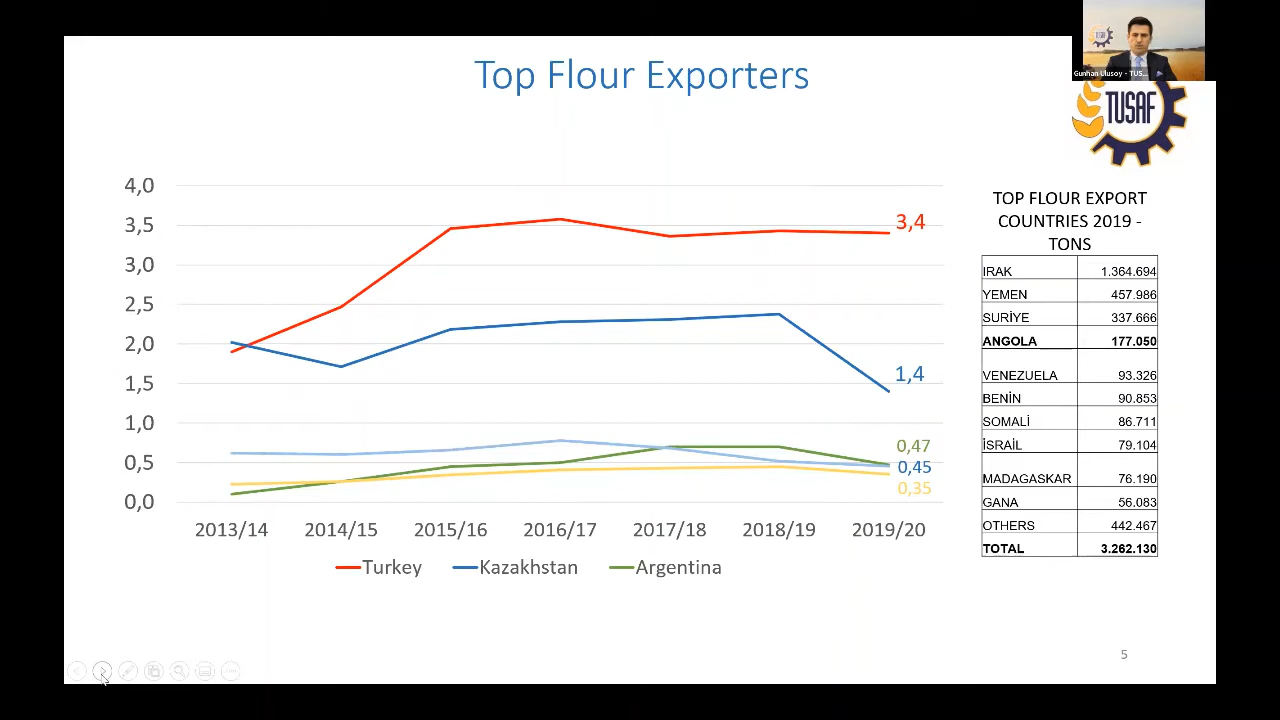 Top Flour Exporters
Gunhan Ulusoy - TUS...
TUSAF
4,0
3,5
3,0
2,5
2,0
1,5
1,0
0,5
0,0
3,4
1,4
0,47
0,45
0,35
2013/14 2014/15 2015/16 2016/17 2017/18 2018/19 2019/20
Turkey Kazakhstan Argentina
TOP FLOUR EXPORT
COUNTRIES 2019 -
TONS
IRAK 1.364.694
YEMEN 457.986
SURİYE 337.666
ANGOLA 177.050
VENEZUELA 93.326
BENİN 90.853
SOMALİ 86.711
İSRAİL 79.104
MADAGASKAR 76.190
GANA 56.083
OTHERS 442.467
TOTAL 3.262.130
5